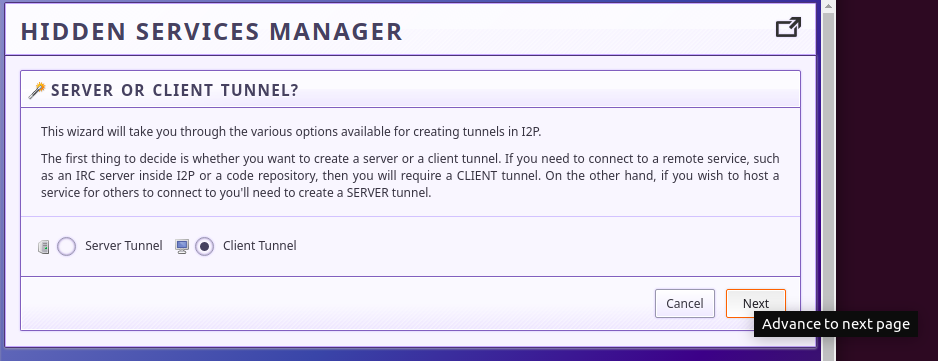 HIDDEN SERVICES MANAGER
SERVER OR CLIENT TUNNEL?
This wizard will take you through the various options available for creating tunnels in I2P.
The first thing to decide is whether you want to create a server or a client tunnel. If you need to connect to a remote service, such
as an IRC server inside I2P or a code repository, then you will require a CLIENT tunnel. On the other hand, if you wish to host a
service for others to connect to you'll need to create a SERVER tunnel.
Server Tunnel Client Tunnel
Cancel Next
Advance to next page